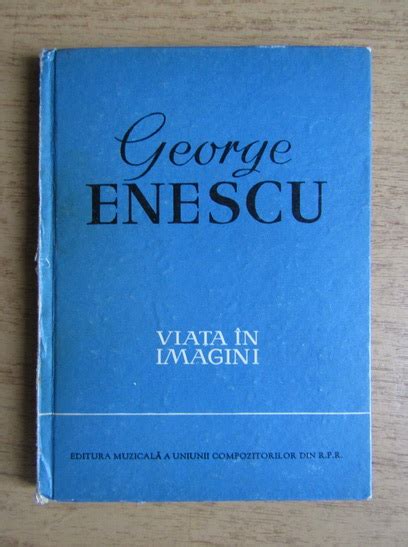 George
ENESCU
VIATA ÎN
IMAGINI
EDITURA MUZICALĂ A UNIUNII COMPOZITORILOR DIN R.P.R.